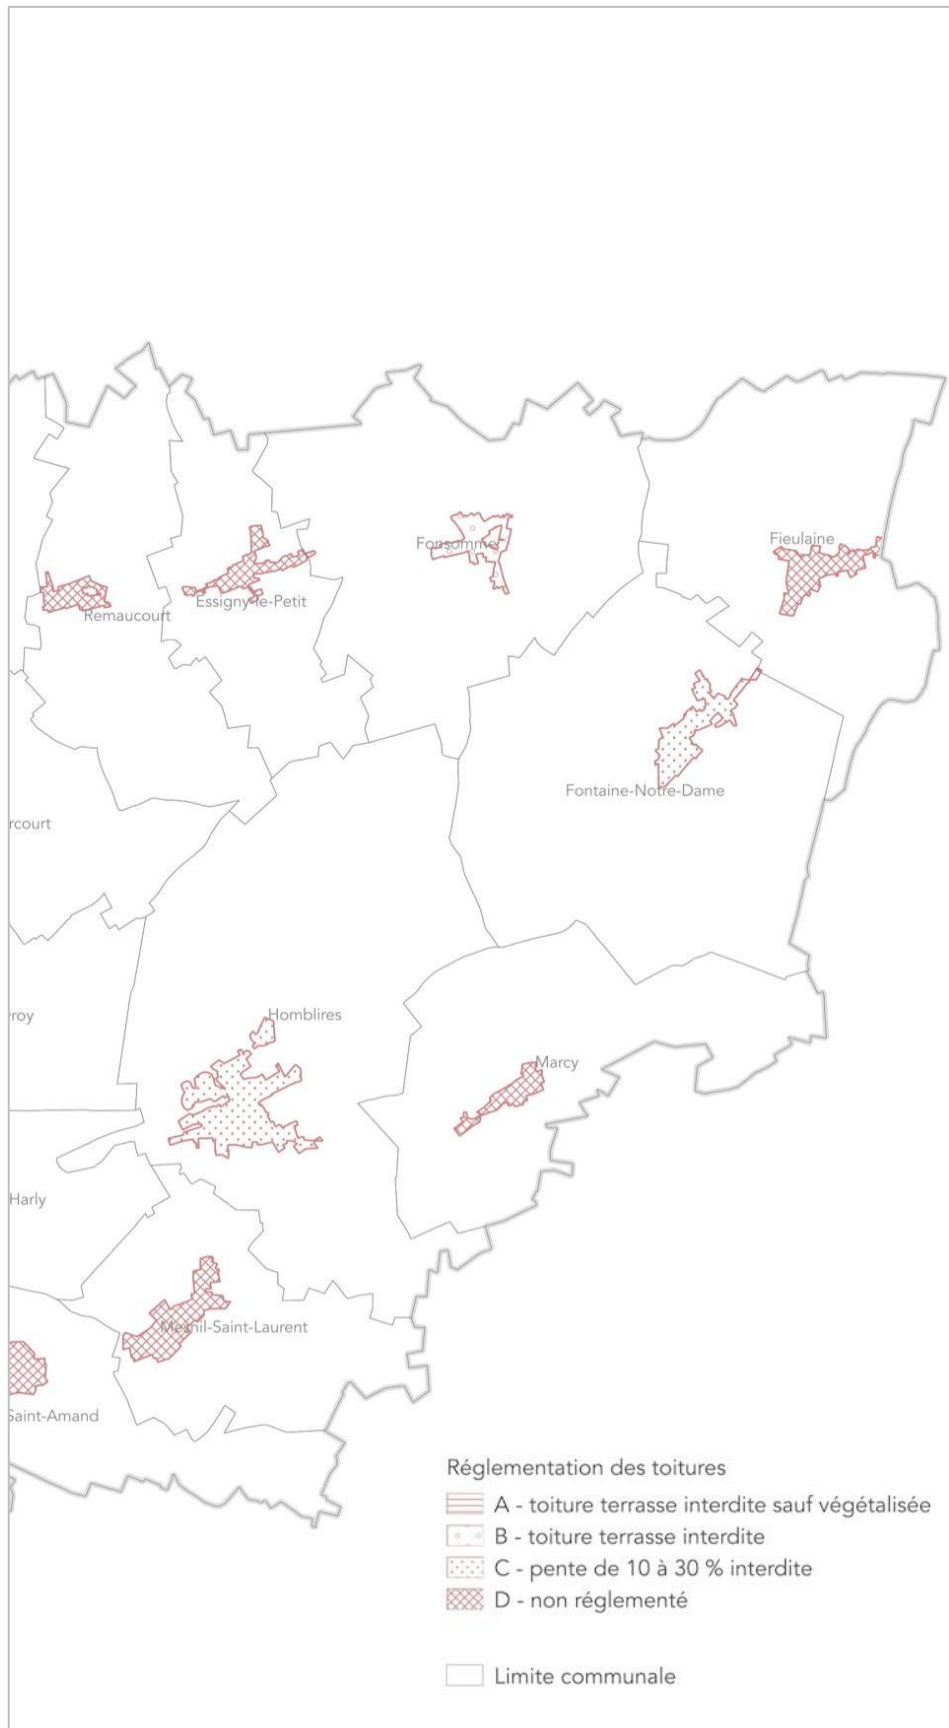 Fieulaine
Fonsomme
Essigny-le-Petit
Remaucourt
Fontaine-Notre-Dame
rcourt
rroy
Homblires
Marcy
Harly
Mesnil-Saint-Laurent
Saint-Amand
Réglementation des toitures
A - toiture terrasse interdite sauf végétalisée
B - toiture terrasse interdite
C - pente de 10 à 30 % interdite
D - non réglementé
Limite communale